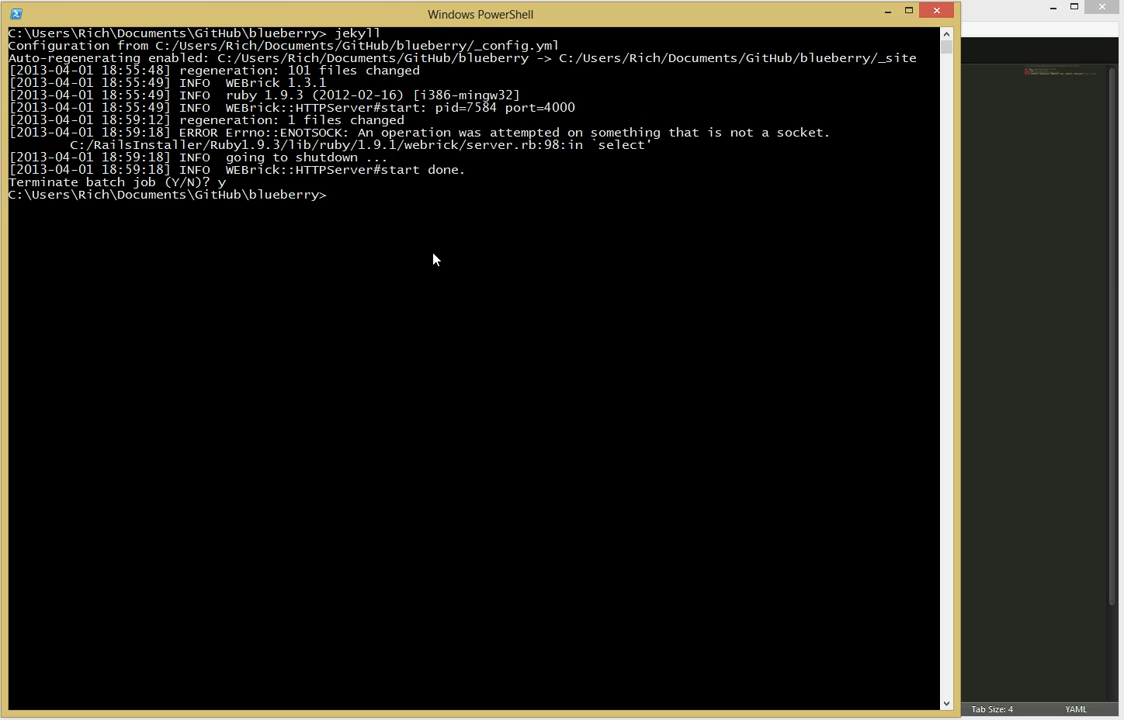 Windows PowerShell
C:\Users\Rich\Documents\GitHub\blueberry> jekyll
Configuration from C:/Users/Rich/Documents/GitHub/blueberry/_config.yml
Auto-regenerating enabled: C:/Users/Rich/Documents/GitHub/blueberry -> C:/Users/Rich/Documents/GitHub/blueberry/_site
[2013-04-01 18:55:48] regeneration: 101 files changed
[2013-04-01 18:55:49] INFO  WEBrick 1.3.1
[2013-04-01 18:55:49] INFO  ruby 1.9.3 (2012-02-16) [i386-mingw32]
[2013-04-01 18:55:49] INFO  WEBrick::HTTPServer#start: pid=7584 port=4000
[2013-04-01 18:59:12] regeneration: 1 files changed
[2013-04-01 18:59:18] ERROR Errno::ENOTSOCK: An operation was attempted on something that is not a socket.
C:/RailsInstaller/Ruby1.9.3/lib/ruby/1.9.1/webrick/server.rb:98:in `select'
[2013-04-01 18:59:18] INFO  going to shutdown ...
[2013-04-01 18:59:18] INFO  WEBrick::HTTPServer#start done.
Terminate batch job (Y/N)? y
C:\Users\Rich\Documents\GitHub\blueberry>
Tab Size: 4 YAML